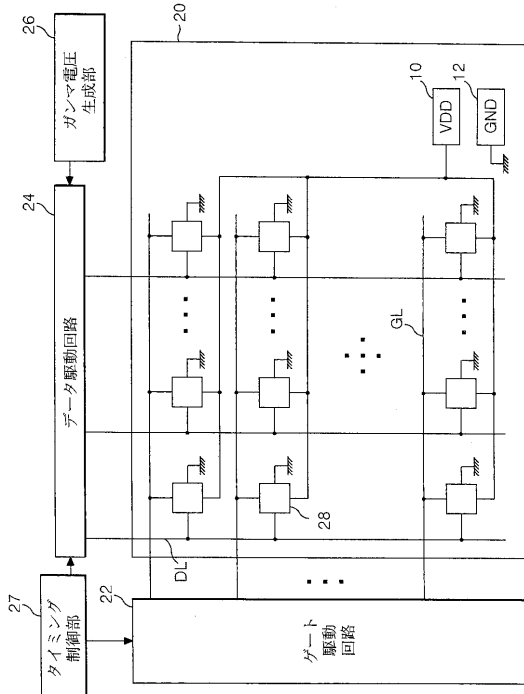 26
ガンマ電圧
生成部
24
データ駆動回路
27
タイミング
制御部
20
10
VDD
12
GND
GL
28
DL
22
ゲート
駆動
回路